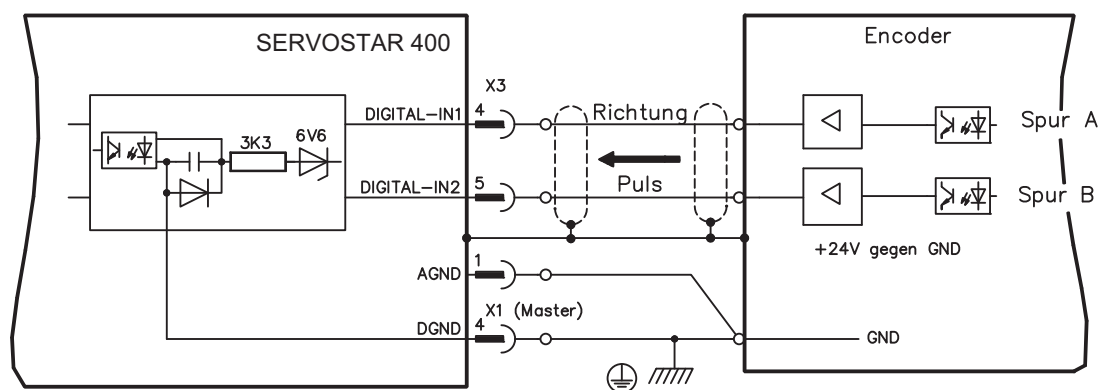 SERVOSTAR 400
Encoder
X3
DIGITAL-IN1
4
Richtung
Spur A
3K3
6V6
DIGITAL-IN2
5
Puls
Spur B
+24V gegen GND
AGND
1
X1 (Master)
DGND
4
GND